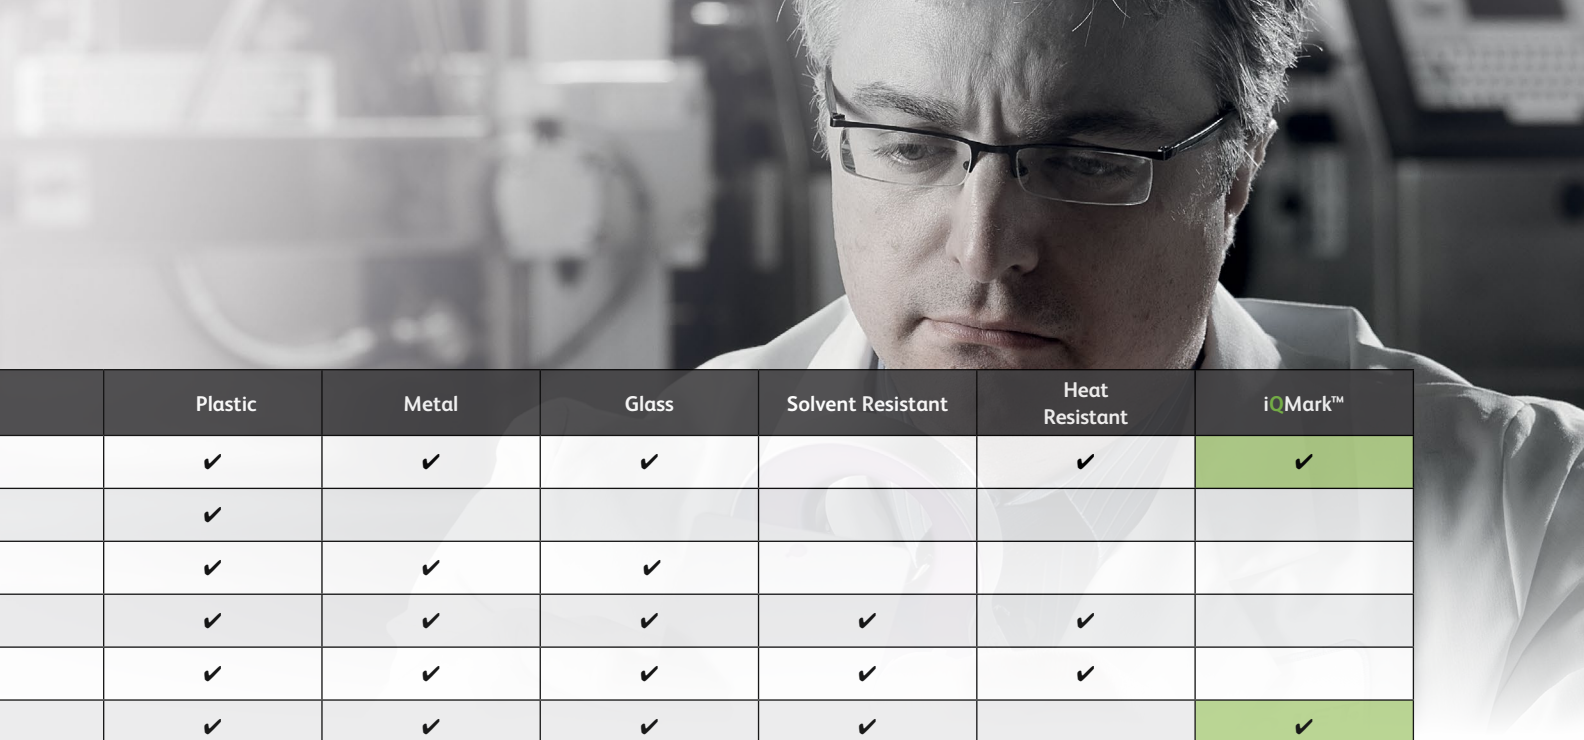 Plastic Metal Glass Solvent Resistant Heat Resistant iQMark™
✔ ✔ ✔ ✔ ✔
✔
✔ ✔ ✔
✔ ✔ ✔ ✔ ✔
✔ ✔ ✔ ✔ ✔
✔ ✔ ✔ ✔ ✔